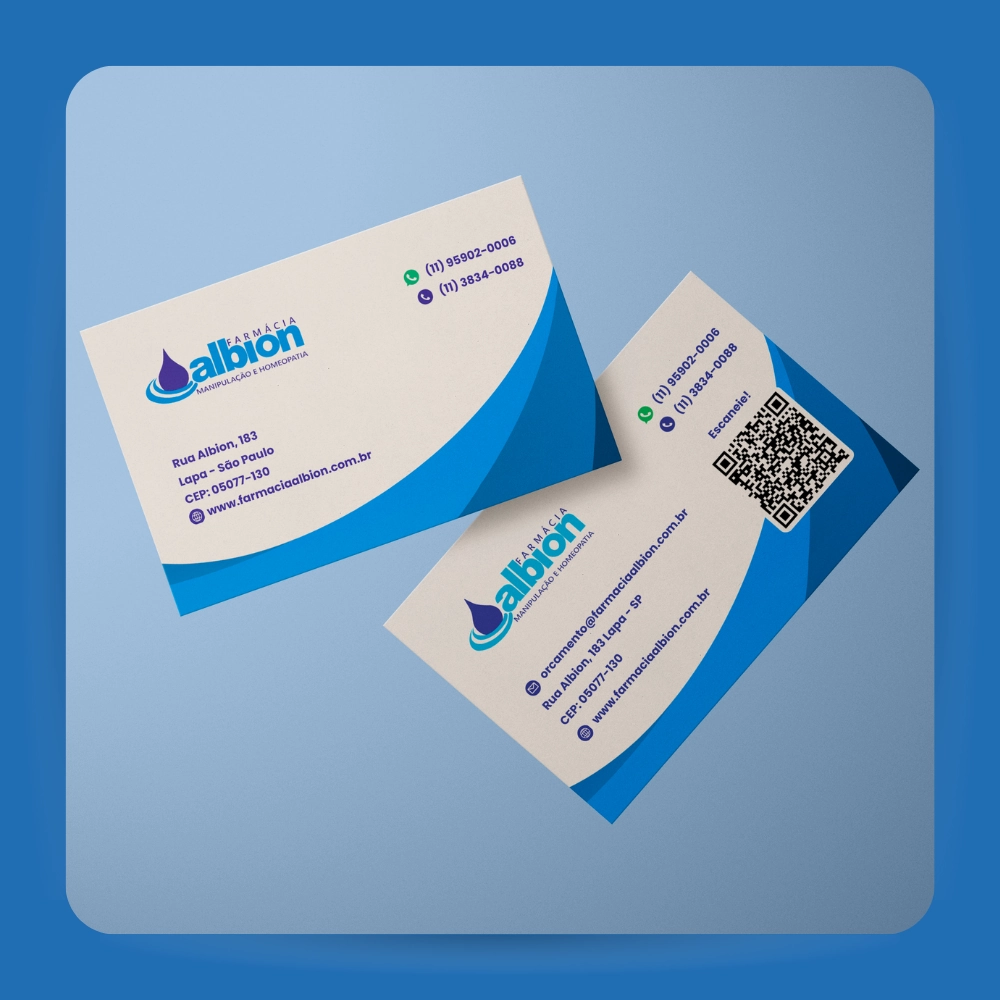 (11) 95902-0006
(11) 3834-0088
FARMÁCIA
albion
MANIPULAÇÃO E HOMEOPATIA
Rua Albion, 183
Lapa - São Paulo
CEP: 05077-130
www.farmaciaalbion.com.br
(11) 95902-0006
(11) 3834-0088
Escaneie!
FARMÁCIA
albion
MANIPULAÇÃO E HOMEOPATIA
orcamento@farmaciaalbion.com.br
Rua Albion, 183 Lapa - SP
CEP: 05077-130
www.farmaciaalbion.com.br